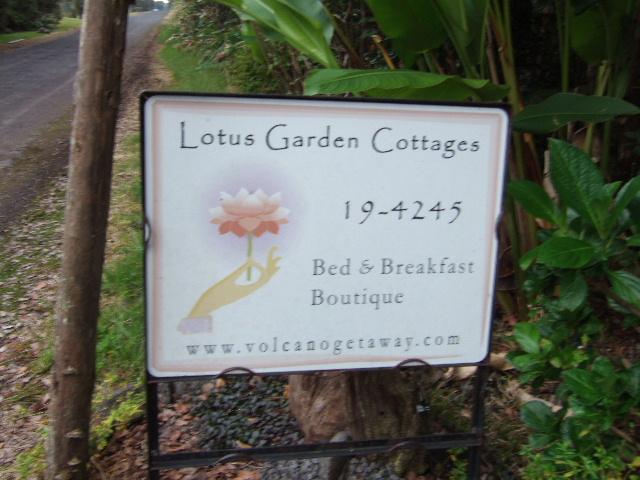 Lotus Garden Cottages
19-4245
Bed & Breakfast
Boutique
www.volcanogetaway.com